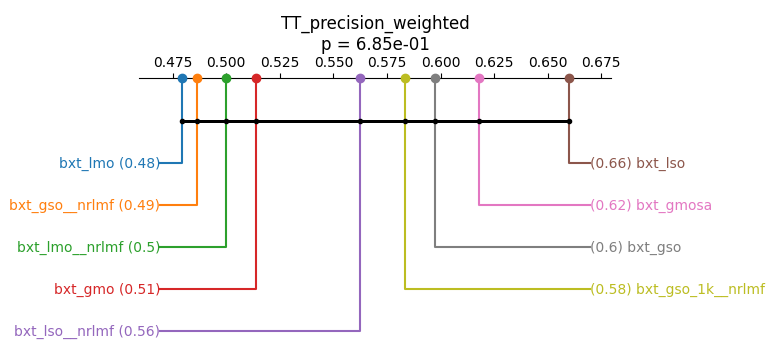 TT_precision_weighted
p = 6.85e-01
0.475 0.500 0.525 0.550 0.575 0.600 0.625 0.650 0.675
bxt_lmo (0.48) (0.66) bxt_lso
bxt_gso__nrlmf (0.49) (0.62) bxt_gmosa
bxt_lmo__nrlmf (0.5) (0.6) bxt_gso
bxt_gmo (0.51) (0.58) bxt_gso_1k__nrlmf
bxt_lso__nrlmf (0.56)